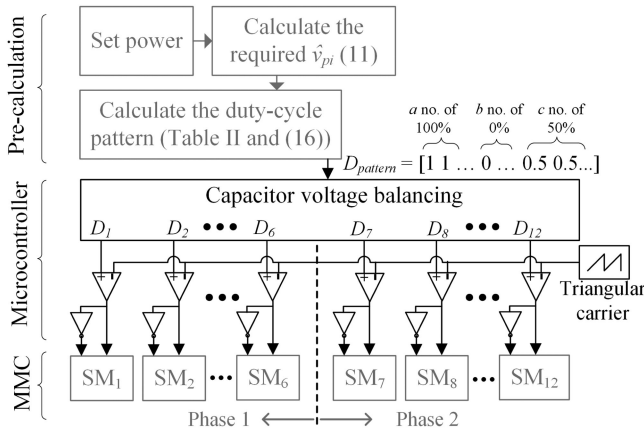 Pre-calculation
Set power
Calculate the
required v̂pi (11)
Calculate the duty-cycle
pattern (Table II and (16))
a no. of
100%
b no. of
0%
c no. of
50%
Dpattern = [1 1 … 0 … 0.5 0.5...]
Microcontroller
Capacitor voltage balancing
D1 D2 ••• D6 D7 D8 ••• D12
Triangular
carrier
MMC
SM1 SM2 ••• SM6 SM7 SM8 ••• SM12
Phase 1 Phase 2